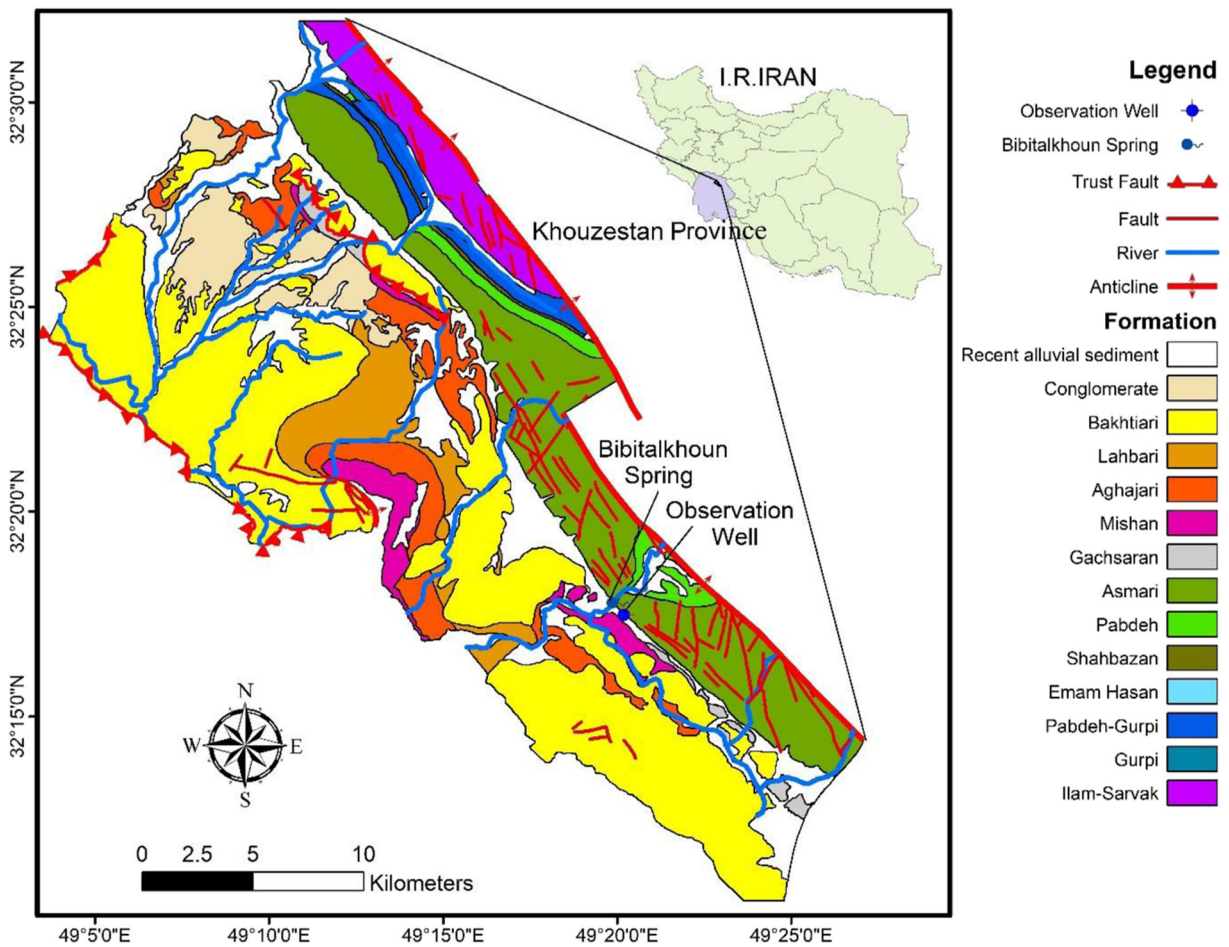 I.R.IRAN
Khouzestan Province
Bibitalkhoun
Spring
Observation
Well
N
W
E
S
0
2.5
5
10
Kilometers
32°30'0"N
32°25'0"N
32°20'0"N
32°15'0"N
49°5'0"E
49°10'0"E
49°15'0"E
49°20'0"E
49°25'0"E
Legend
Observation Well
Bibitalkhoun Spring
Trust Fault
Fault
River
Anticline
Formation
Recent alluvial sediment
Conglomerate
Bakhtiari
Lahbari
Aghajari
Mishan
Gachsaran
Asmari
Pabdeh
Shahbazan
Emam Hasan
Pabdeh-Gurpi
Gurpi
Ilam-Sarvak